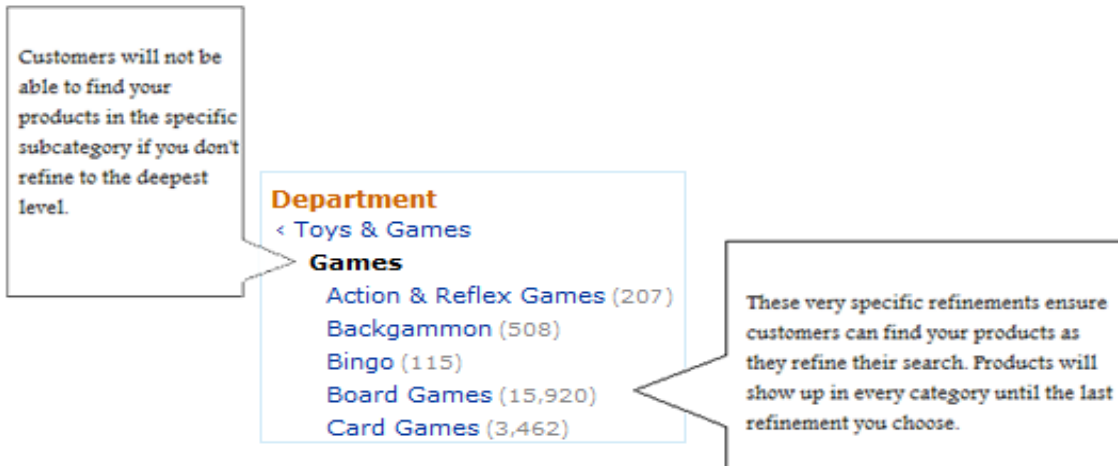 Customers will not be
able to find your
products in the specific
subcategory if you don't
refine to the deepest
level.
Department
‹ Toys & Games
Games
Action & Reflex Games (207)
Backgammon (508)
Bingo (115)
Board Games (15,920)
Card Games (3,462)
These very specific refinements ensure
customers can find your products as
they refine their search. Products will
show up in every category until the last
refinement you choose.